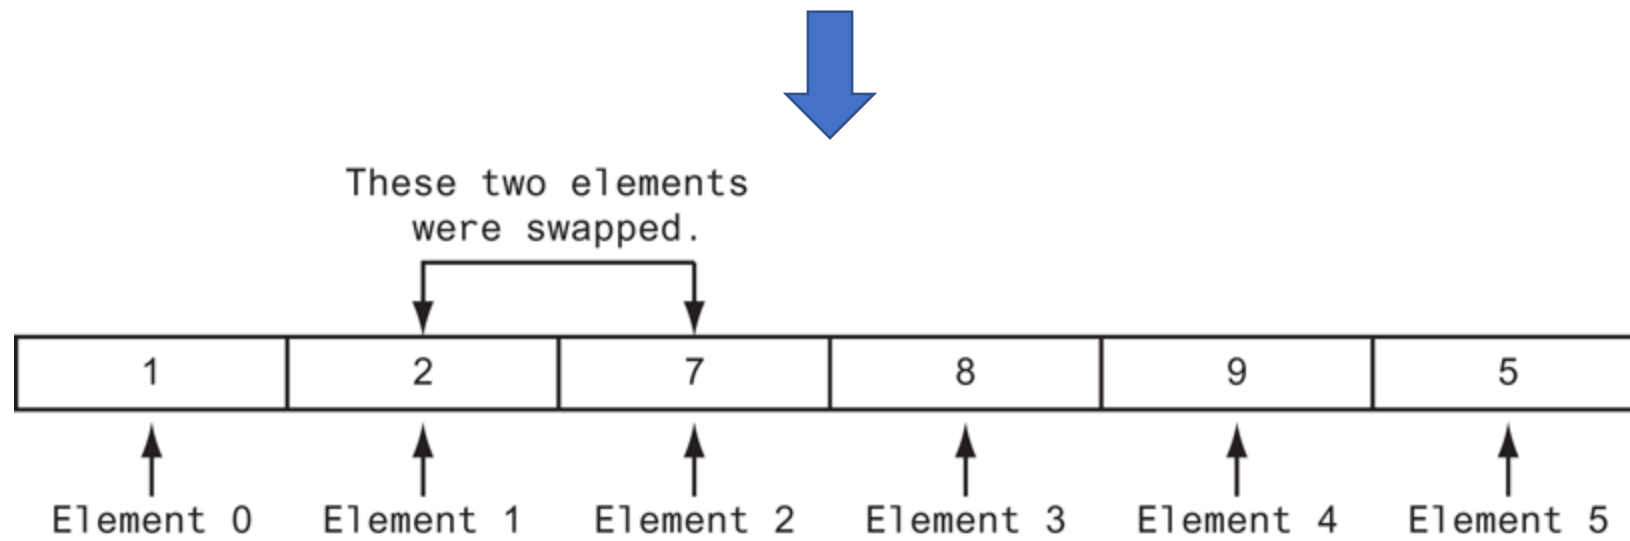 These two elements
were swapped.
1 2 7 8 9 5
Element 0 Element 1 Element 2 Element 3 Element 4 Element 5